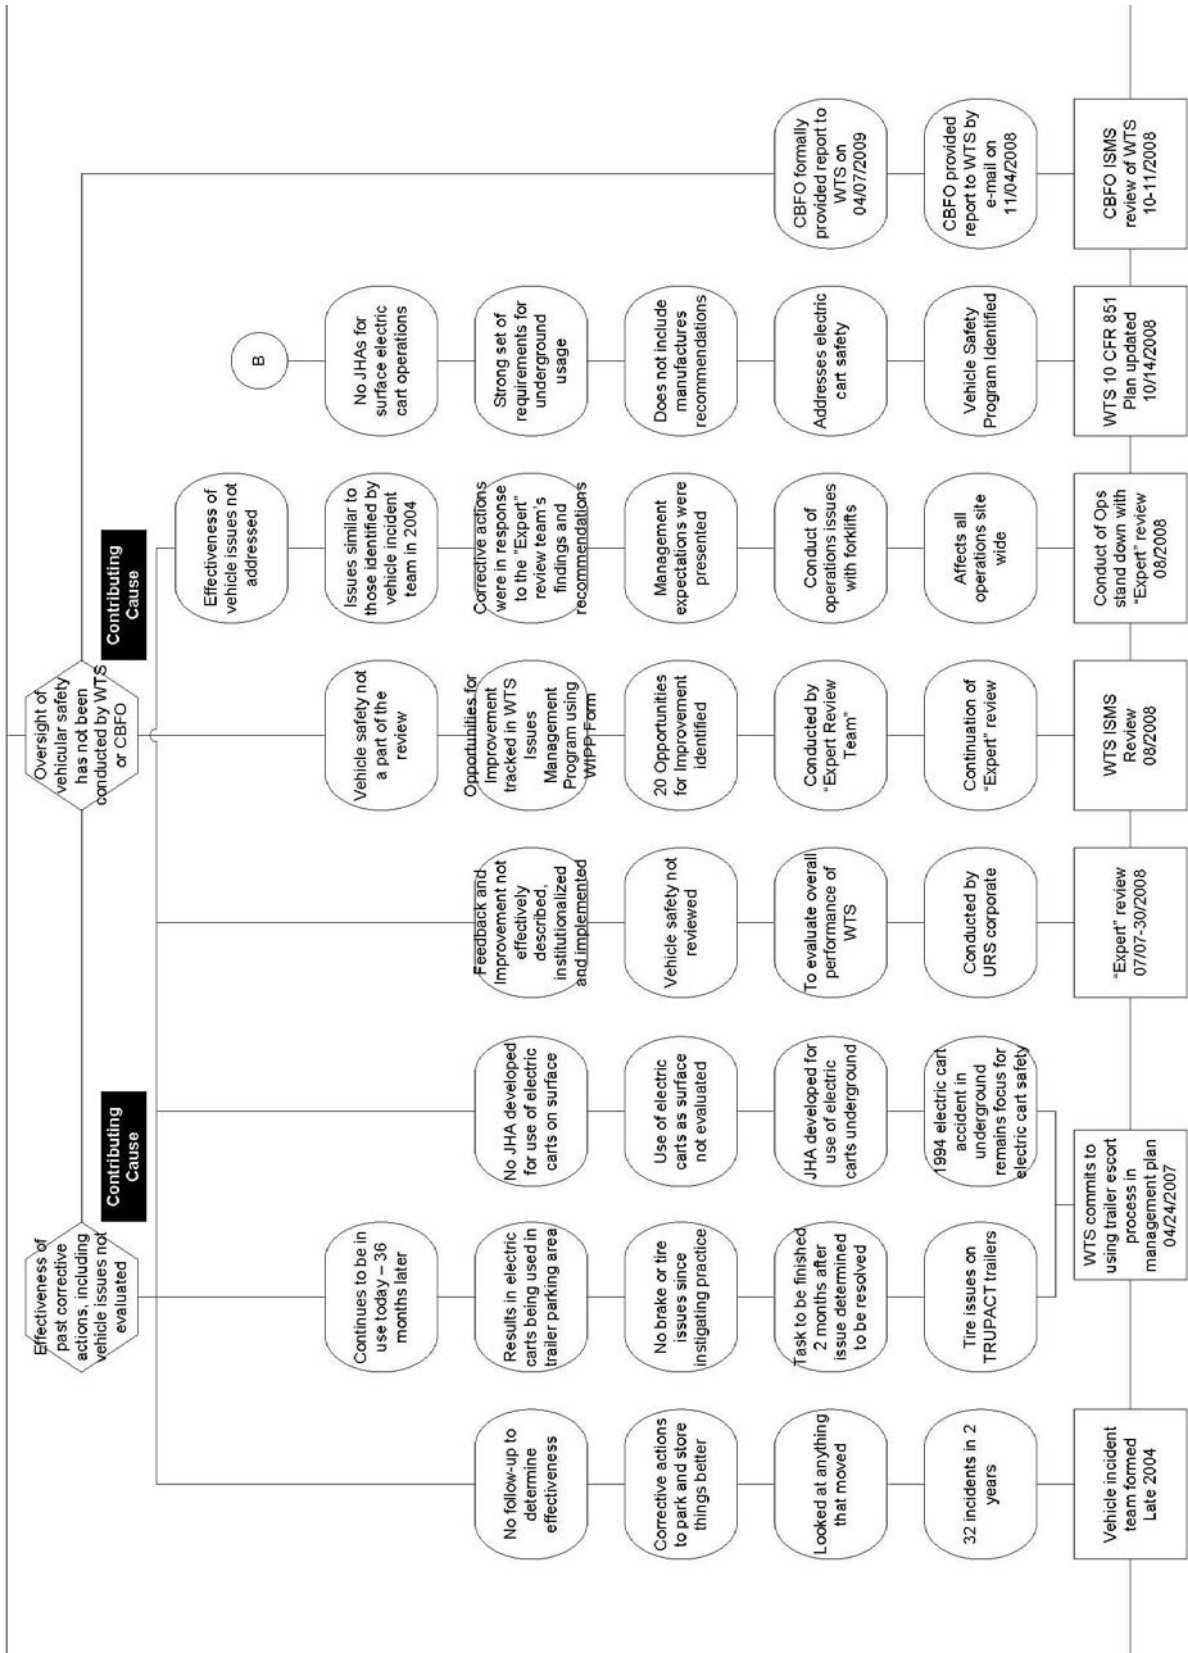 Effectiveness of
past corrective
actions, including
vehicle issues not
evaluated
Contributing
Cause
Oversight of
vehicular safety
has not been
conducted by WTS
or CBFO
Contributing
Cause
No follow-up to
determine
effectiveness
Corrective actions
to park and store
things better
Looked at anything
that moved
32 incidents in 2
years
Vehicle incident
team formed
Late 2004
Continues to be in
use today – 36
months later
Results in electric
carts being used in
trailer parking area
No brake or tire
issues since
instigating practice
Task to be finished
2 months after
issue determined
to be resolved
Tire issues on
TRUPACT trailers
No JHA developed
for use of electric
carts on surface
Use of electric
carts as surface
not evaluated
JHA developed for
use of electric
carts underground
1994 electric cart
accident in
underground
remains focus for
electric cart safety
WTS commits to
using trailer escort
process in
management plan
04/24/2007
Feedback and
Improvement not
effectively
described,
institutionalized
and implemented
Vehicle safety not
reviewed
To evaluate overall
performance of
WTS
Conducted by
URS corporate
"Expert" review
07/07-30/2008
Vehicle safety not
a part of the
review
Opportunities for
Improvement
tracked in WTS
Issues
Management
Program using
WIPP Form
20 Opportunities
for Improvement
identified
Conducted by
"Expert Review
Team"
Continuation of
"Expert" review
WTS ISMS
Review
08/2008
Effectiveness of
vehicle issues not
addressed
Issues similar to
those identified by
vehicle incident
team in 2004
Corrective actions
were in response
to the "Expert"
review team's
findings and
recommendations
Management
expectations were
presented
Conduct of
operations issues
with forklifts
Affects all
operations site
wide
Conduct of Ops
stand down with
"Expert" review
08/2008
B
No JHAs for
surface electric
cart operations
Strong set of
requirements for
underground
usage
Does not include
manufactures
recommendations
Addresses electric
cart safety
Vehicle Safety
Program Identified
WTS 10 CFR 851
Plan updated
10/14/2008
CBFO formally
provided report to
WTS on
04/07/2009
CBFO provided
report to WTS by
e-mail on
11/04/2008
CBFO ISMS
review of WTS
10-11/2008